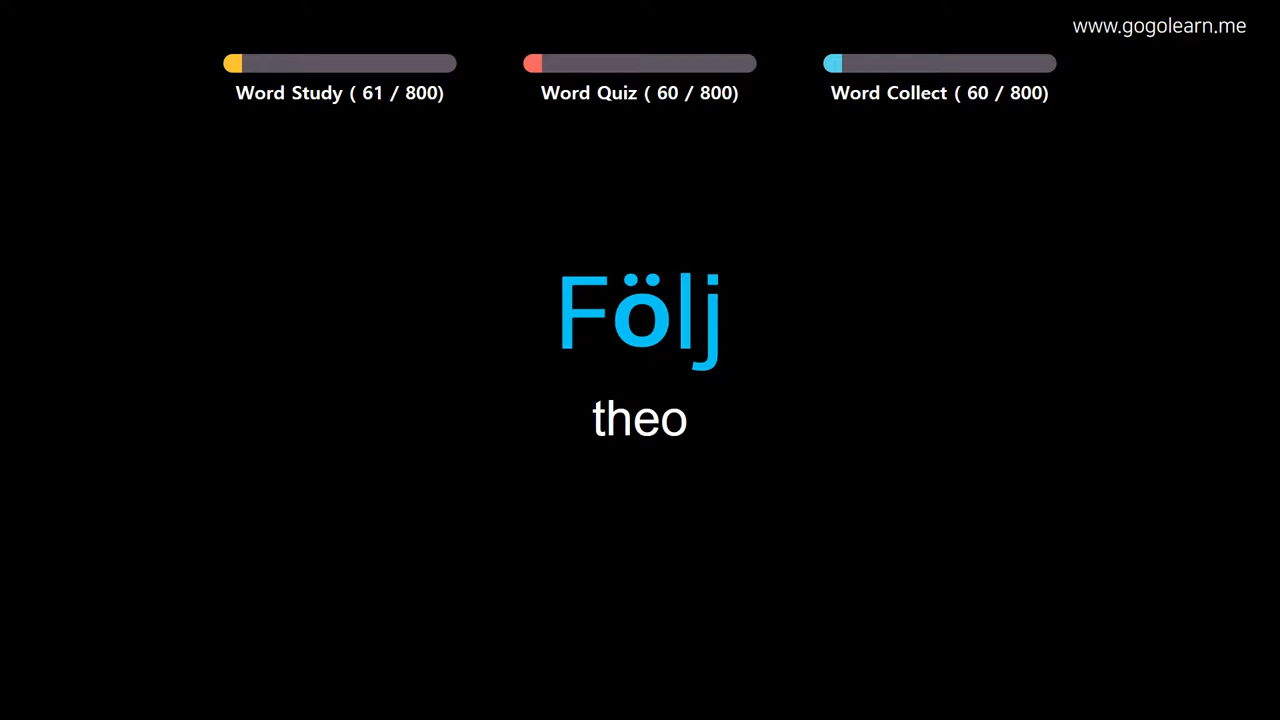 www.gogolearn.me
Word Study ( 61 / 800)
Word Quiz ( 60 / 800)
Word Collect ( 60 / 800)
Följ
theo